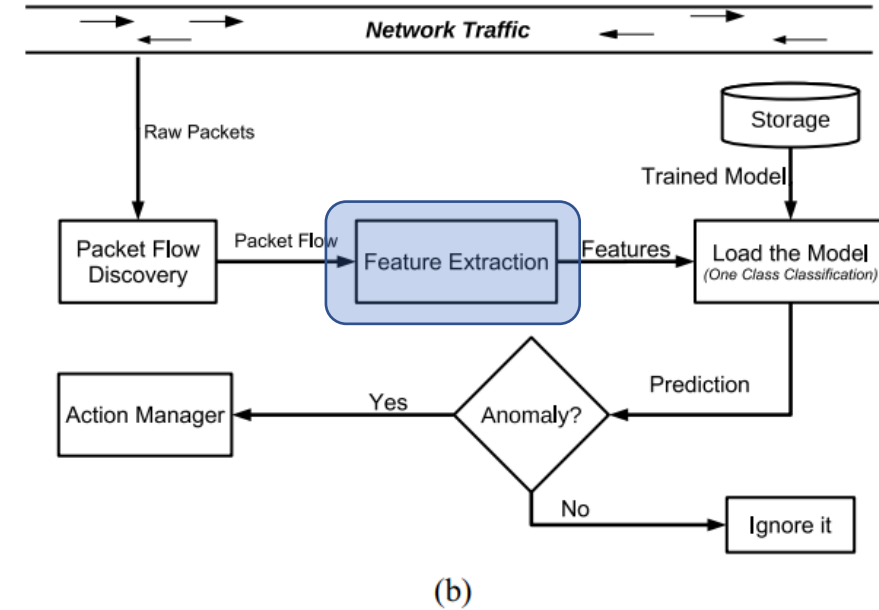 Network Traffic
Raw Packets
Storage
Trained Model
Packet Flow
Discovery
Packet Flow
Feature Extraction
Features
Load the Model
(One Class Classification)
Prediction
Anomaly?
Yes
Action Manager
No
Ignore it
(b)